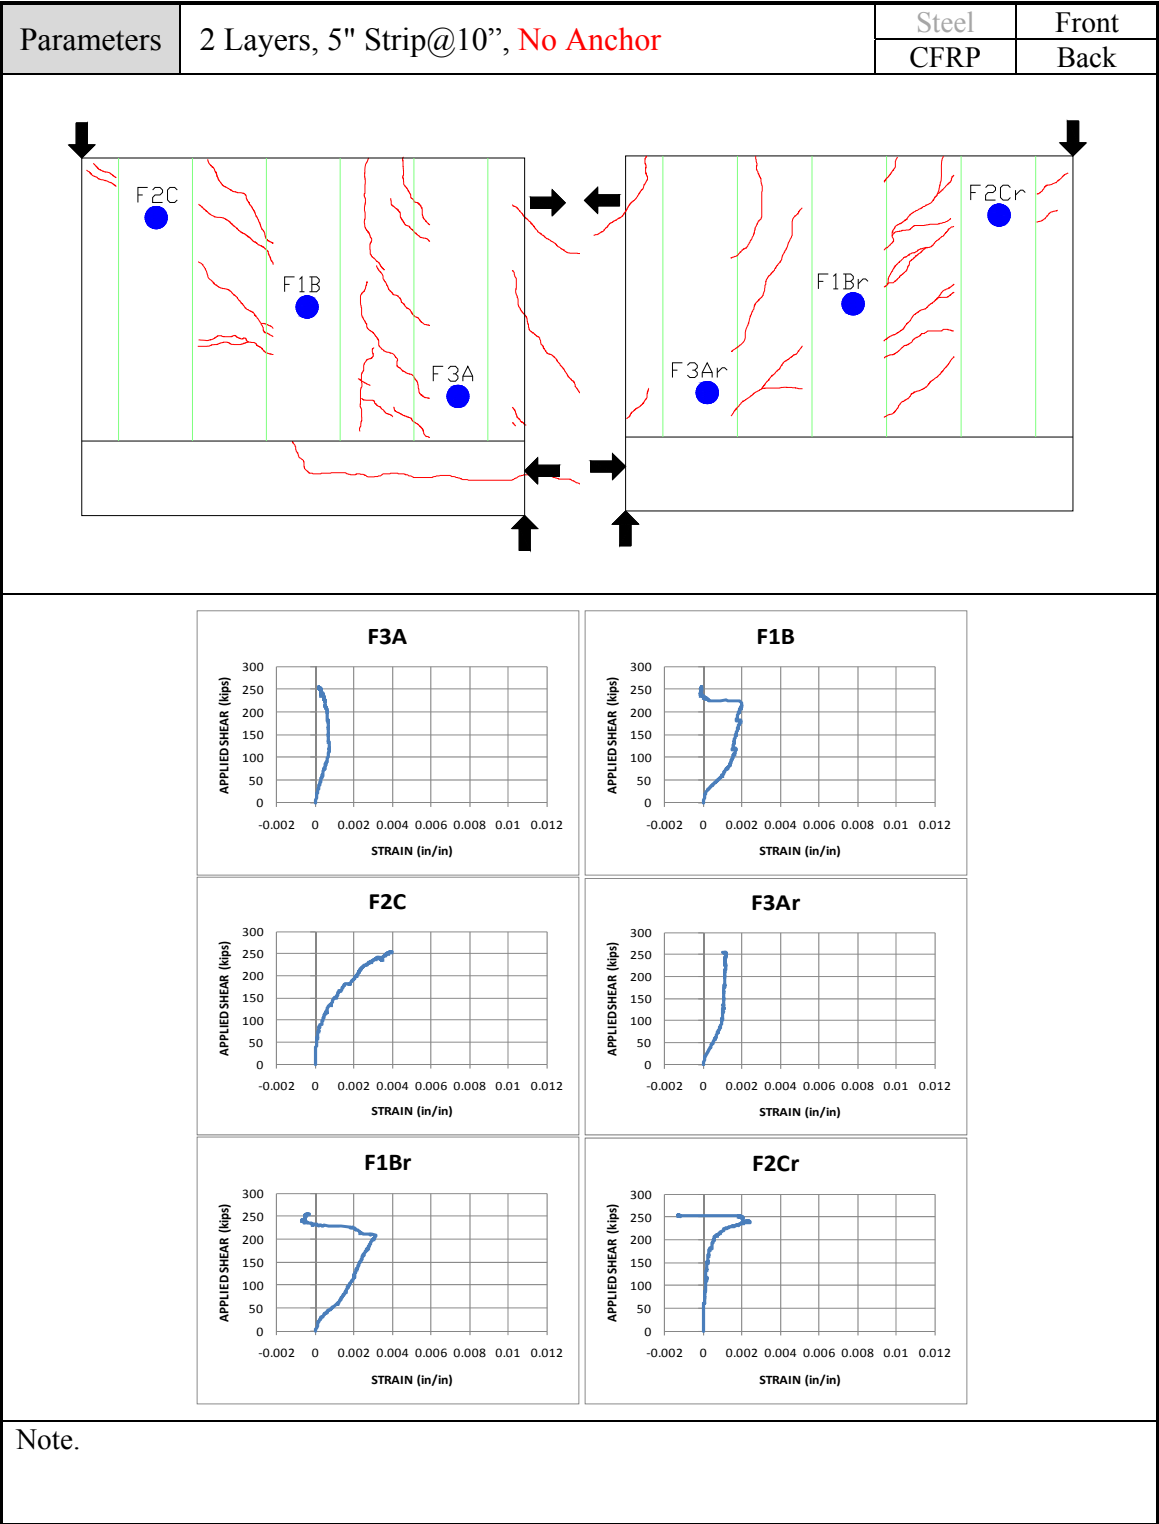 Parameters
2 Layers, 5" Strip@10”, No Anchor
Steel
Front
CFRP
Back
F2C
F1B
F3A
F2Cr
F1Br
F3Ar
F3A
APPLIED SHEAR (kips)
300
250
200
150
100
50
0
-0.002 0 0.002 0.004 0.006 0.008 0.01 0.012
STRAIN (in/in)
F1B
APPLIED SHEAR (kips)
300
250
200
150
100
50
0
-0.002 0 0.002 0.004 0.006 0.008 0.01 0.012
STRAIN (in/in)
F2C
APPLIED SHEAR (kips)
300
250
200
150
100
50
0
-0.002 0 0.002 0.004 0.006 0.008 0.01 0.012
STRAIN (in/in)
F3Ar
APPLIED SHEAR (kips)
300
250
200
150
100
50
0
-0.002 0 0.002 0.004 0.006 0.008 0.01 0.012
STRAIN (in/in)
F1Br
APPLIED SHEAR (kips)
300
250
200
150
100
50
0
-0.002 0 0.002 0.004 0.006 0.008 0.01 0.012
STRAIN (in/in)
F2Cr
APPLIED SHEAR (kips)
300
250
200
150
100
50
0
-0.002 0 0.002 0.004 0.006 0.008 0.01 0.012
STRAIN (in/in)
Note.